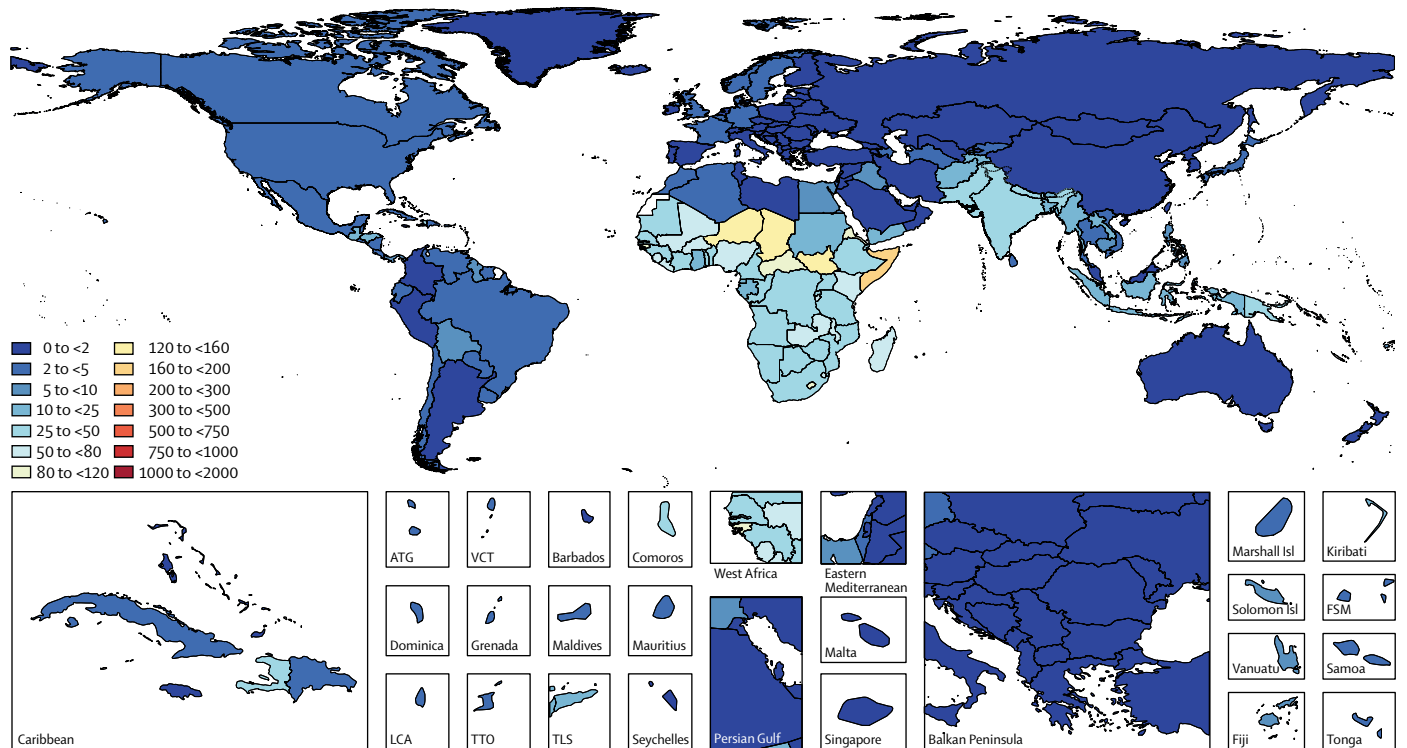 0 to <2
2 to <5
5 to <10
10 to <25
25 to <50
50 to <80
80 to <120
120 to <160
160 to <200
200 to <300
300 to <500
500 to <750
750 to <1000
1000 to <2000
Caribbean
ATG
VCT
Barbados
Comoros
Dominica
Grenada
Maldives
Mauritius
LCA
TTO
TLS
Seychelles
West Africa
Eastern
Mediterranean
Persian Gulf
Malta
Singapore
Balkan Peninsula
Marshall Isl
Kiribati
Solomon Isl
FSM
Vanuatu
Samoa
Fiji
Tonga